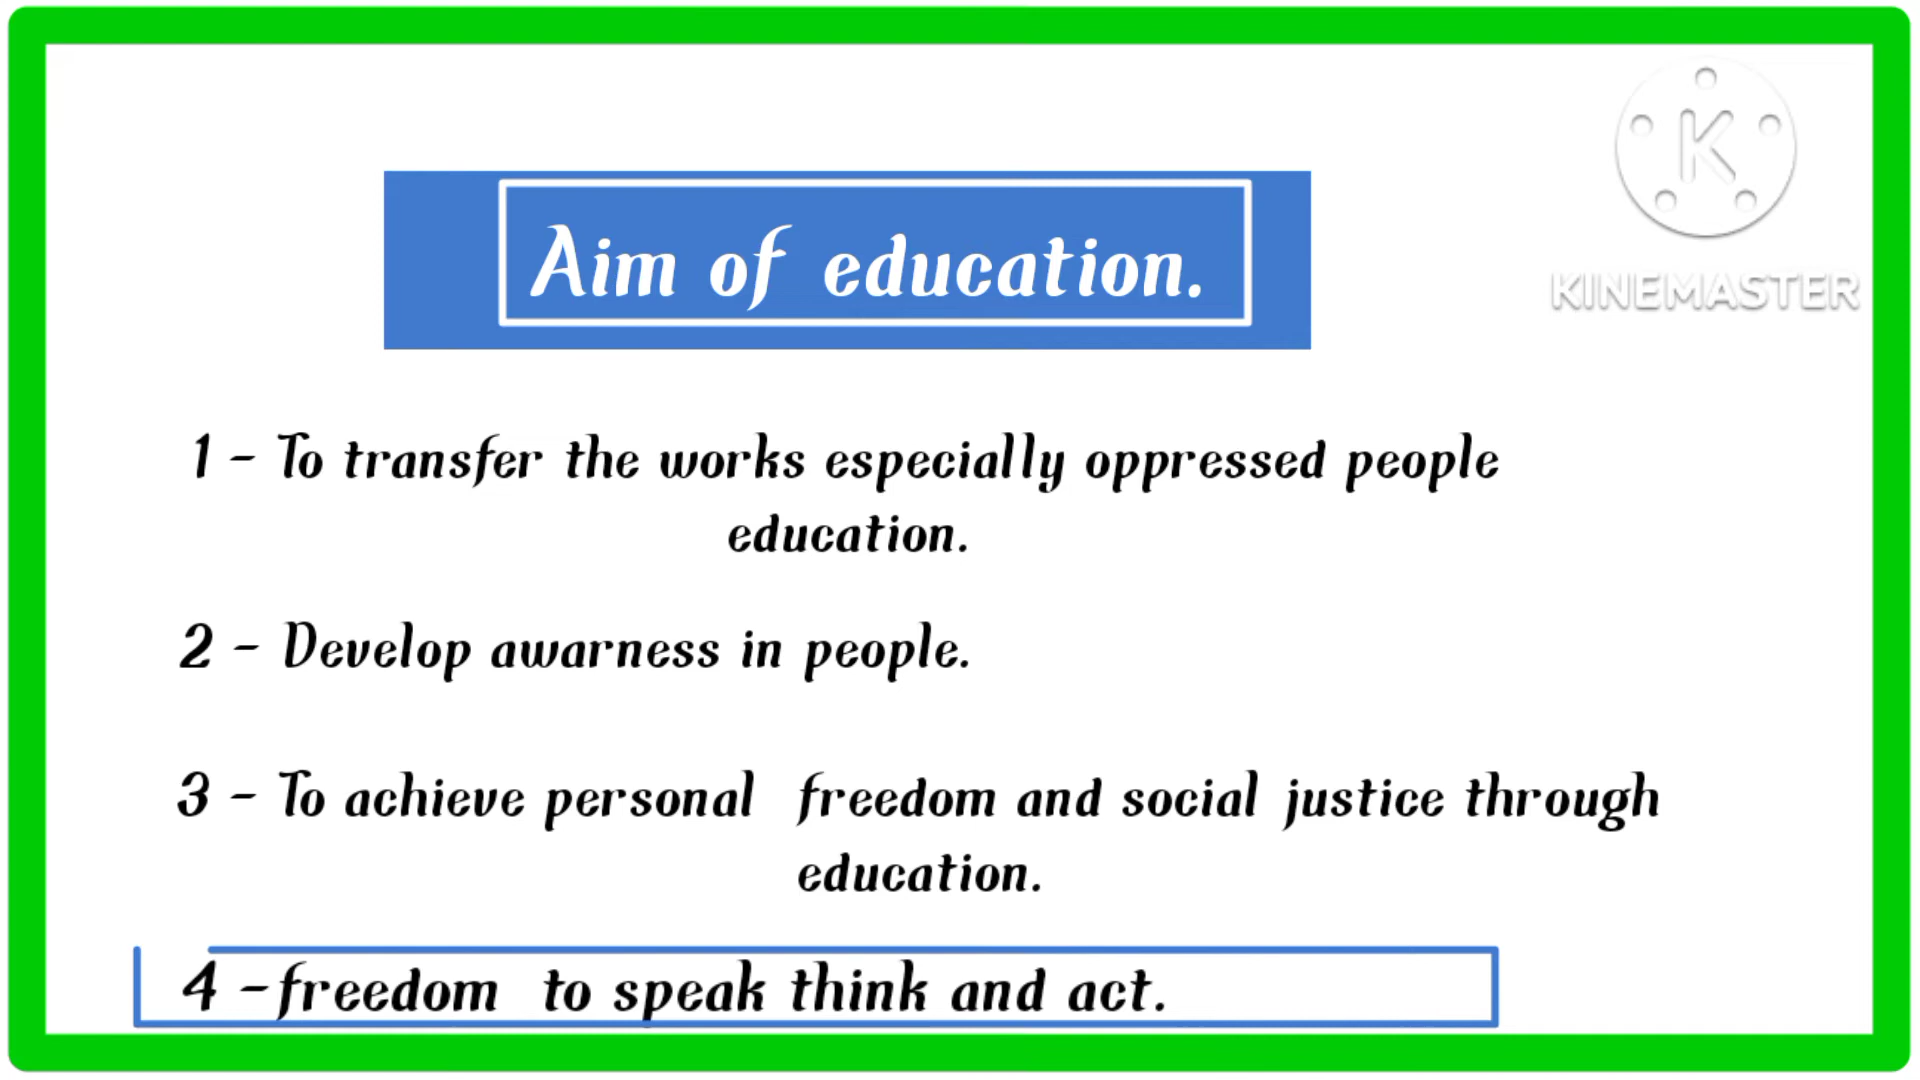 K
KINEMASTER
Aim of education.
1 - To transfer the works especially oppressed people
education.
2 - Develop awarness in people.
3 - To achieve personal freedom and social justice through
education.
4 -freedom to speak think and act.